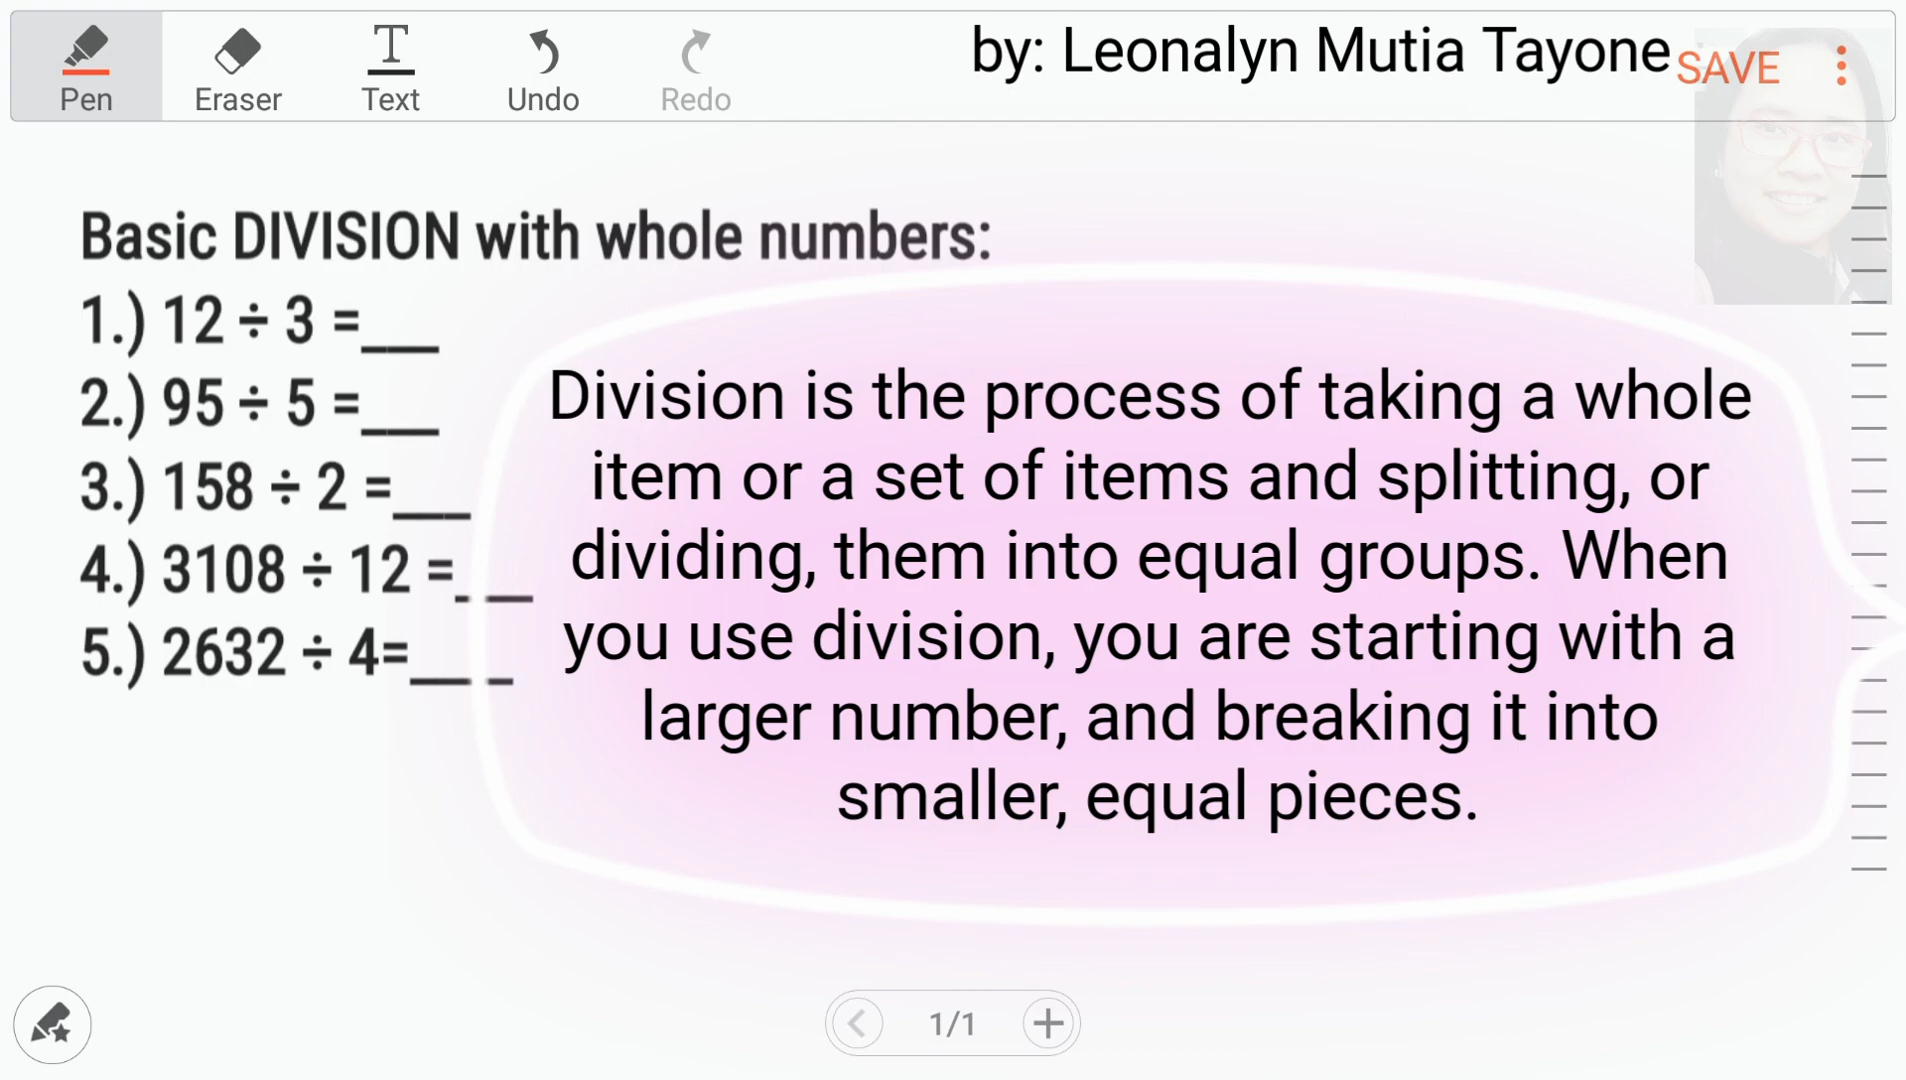 by: Leonalyn Mutia Tayone
SAVE
Pen
Eraser
Text
Undo
Redo
Basic DIVISION with whole numbers:
1.) 12 ÷ 3 =___
2.) 95 ÷ 5 =___
3.) 158 ÷ 2 =___
4.) 3108 ÷ 12 =___
5.) 2632 ÷ 4=____
Division is the process of taking a whole
item or a set of items and splitting, or
dividing, them into equal groups. When
you use division, you are starting with a
larger number, and breaking it into
smaller, equal pieces.
1/1